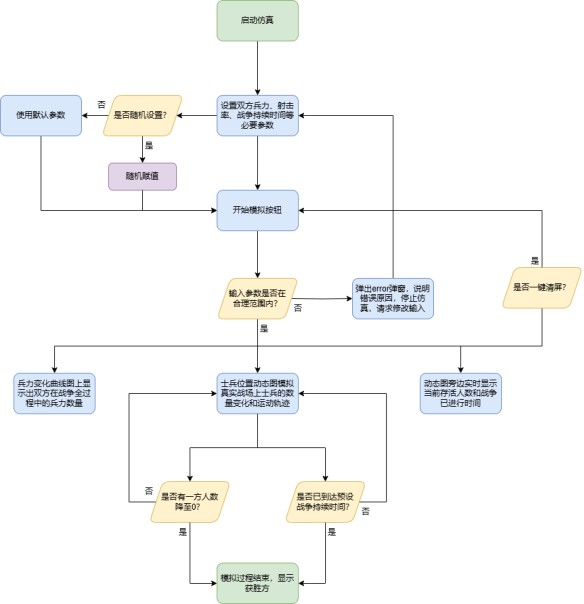 启动仿真
使用默认参数
否
是否随机设置？
设置双方兵力、射击
率、战争持续时间等
必要参数
是
随机赋值
开始模拟按钮
是
输入参数是否在
合理范围内？
否
弹出error弹窗，说明
错误原因，停止仿
真，请求修改输入
是否一键清屏？
是
兵力变化曲线图上显
示出双方在战争全过
程中的兵力数量
士兵位置动态图模拟
真实战场上士兵的数
量变化和运动轨迹
动态图旁边实时显示
当前存活人数和战争
已进行时间
否
是否有一方人数
降至0？
是否已到达预设
战争持续时间？
否
是
是
模拟过程结束，显示
获胜方